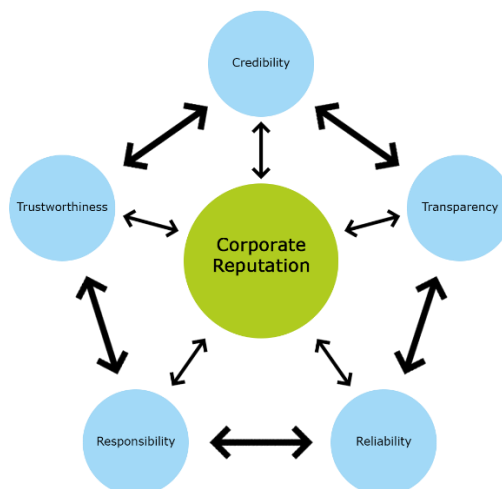 Credibility
Trustworthiness
Transparency
Corporate
Reputation
Responsibility
Reliability